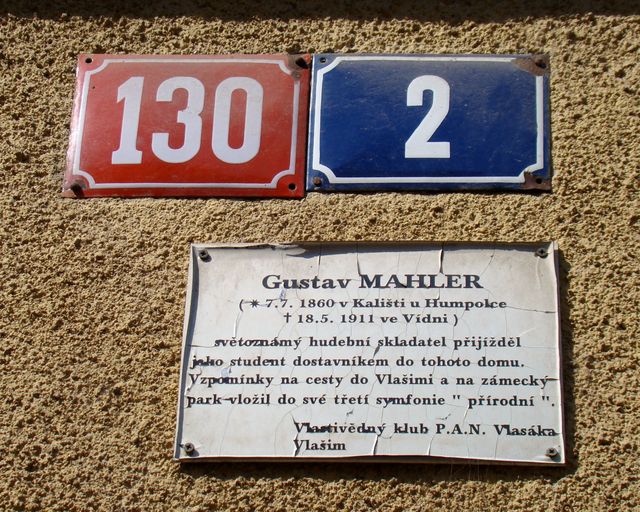 130
2
Gustav MAHLER
( * 7.7. 1860 v Kališti u Humpolce
† 18.5. 1911 ve Vídni )
světoznámý hudební skladatel přijížděl
jako student dostavníkem do tohoto domu.
Vzpomínky na cesty do Vlašimi a na zámecký
park vložil do své třetí symfonie " přírodní ".
Vlastivědný klub P.A.N. Vlasáka
Vlašim